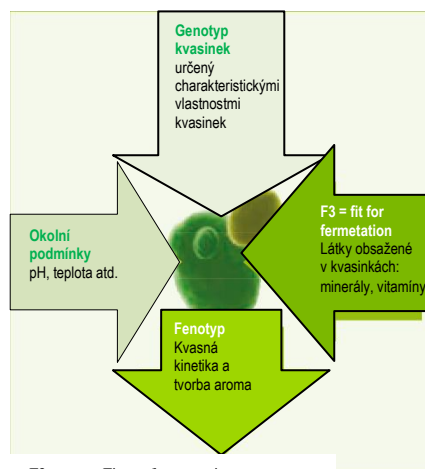 Genotyp
kvasinek
určený
charakteristickými
vlastnostmi
kvasinek
Okolní
podmínky
pH, teplota atd.
F3 = fit for
fermetation
Látky obsažené
v kvasinkách:
minerály, vitamíny
Fenotyp
Kvasná
kinetika a
tvorba aroma